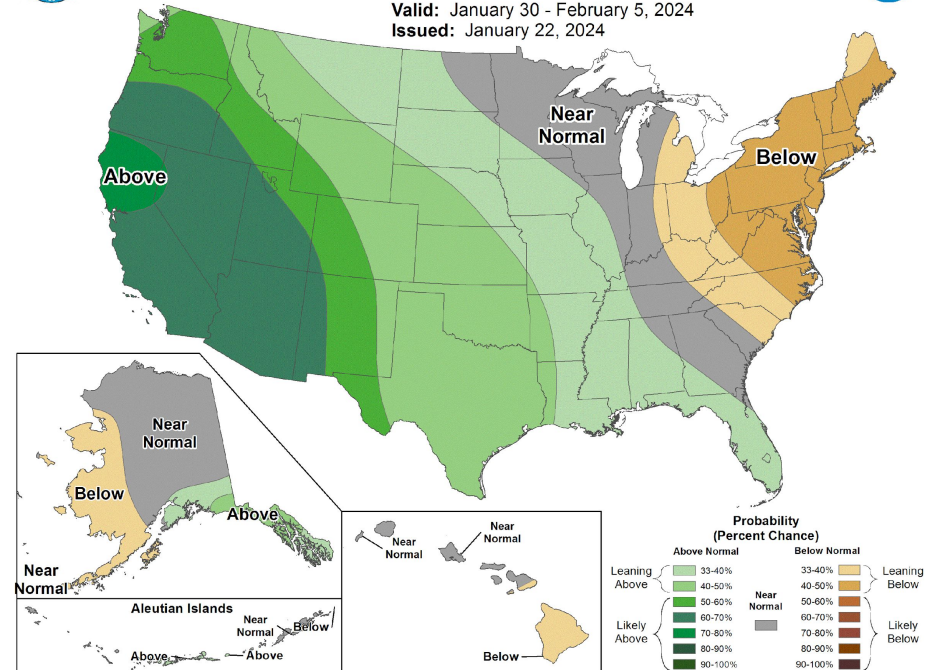 Valid: January 30 - February 5, 2024
Issued: January 22, 2024
Near
Normal
Below
Above
Near
Normal
Below
Above
Near
Normal
Aleutian Islands
Near
Normal
Below
Above
Above
Near
Normal
Near
Normal
Below
Probability
(Percent Chance)
Above Normal
Below Normal
Leaning
Above
33-40%
40-50%
Likely
Above
50-60%
60-70%
70-80%
80-90%
90-100%
Near
Normal
33-40%
40-50%
Leaning
Below
50-60%
60-70%
70-80%
80-90%
90-100%
Likely
Below